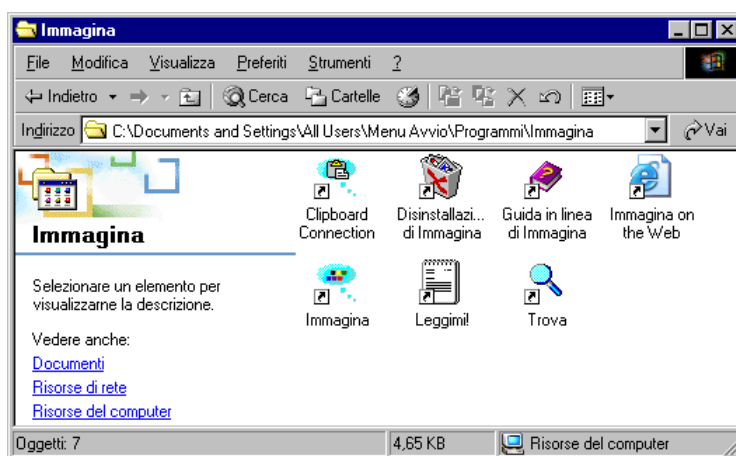 Immagina
File Modifica Visualizza Preferiti Strumenti ?
Indietro Cerca Cartelle
Indirizzo C:\Documents and Settings\All Users\Menu Avvio\Programmi\Immagina Vai
Immagina
Selezionare un elemento per
visualizzarne la descrizione.
Vedere anche:
Documenti
Risorse di rete
Risorse del computer
Clipboard
Connection
Disinstallazi...
di Immagina
Guida in linea
di Immagina
Immagina on
the Web
Immagina
Leggimi!
Trova
Oggetti: 7 4,65 KB Risorse del computer